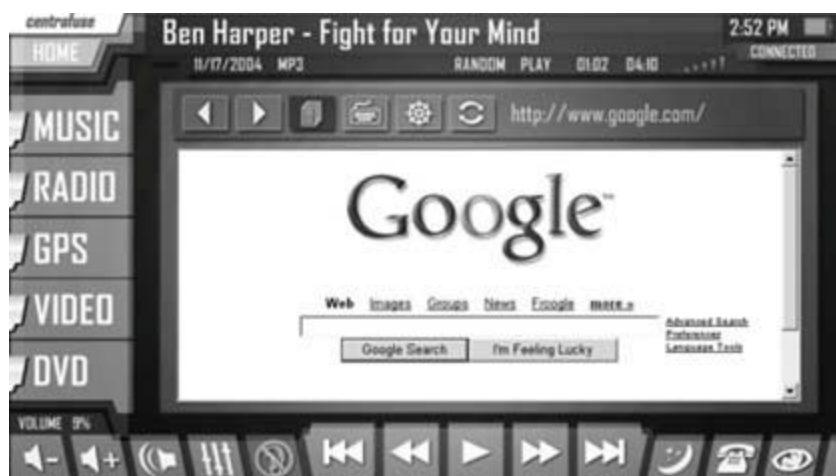 centrafuse
HOME
Ben Harper - Fight for Your Mind
2:52 PM
CONNECTED
11/17/2004 MP3 RANDOM PLAY 01:02 04:10
MUSIC
RADIO
GPS
VIDEO
DVD
http://www.google.com/
Google™
Web Images Groups News Froogle more »
Google Search I'm Feeling Lucky
Advanced Search
Preferences
Language Tools
VOLUME 9%